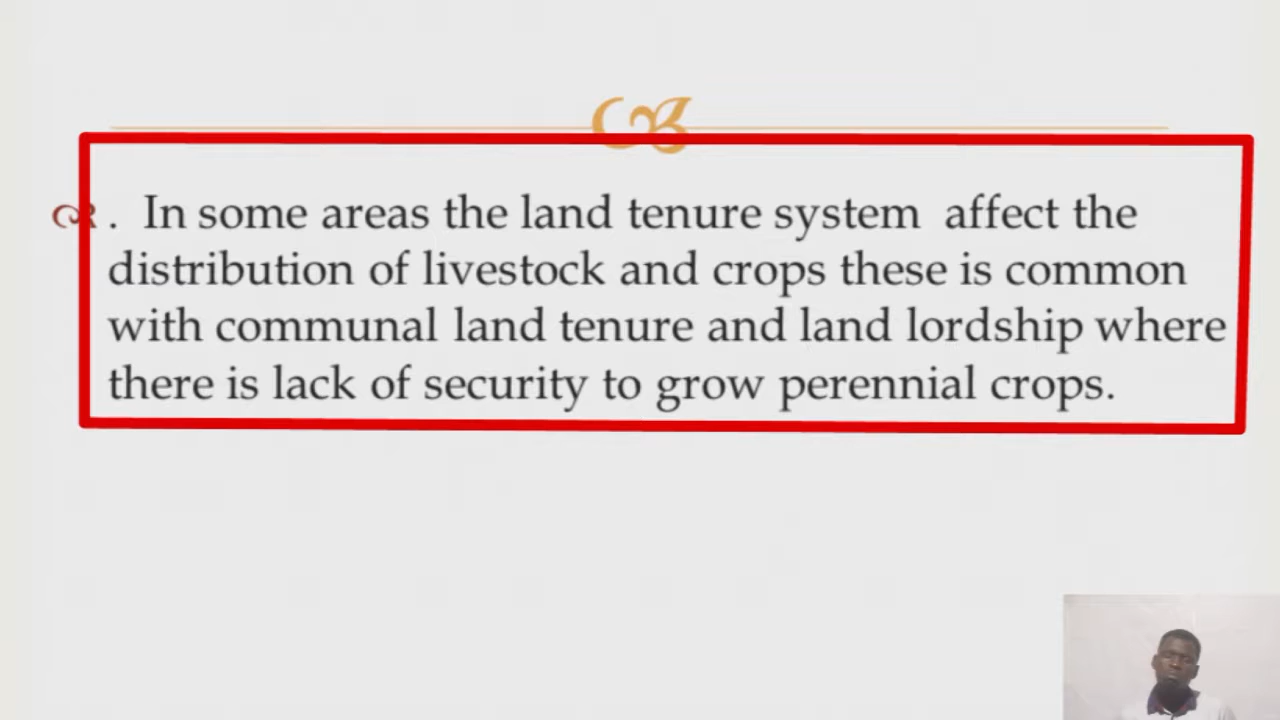 . In some areas the land tenure system affect the
distribution of livestock and crops these is common
with communal land tenure and land lordship where
there is lack of security to grow perennial crops.